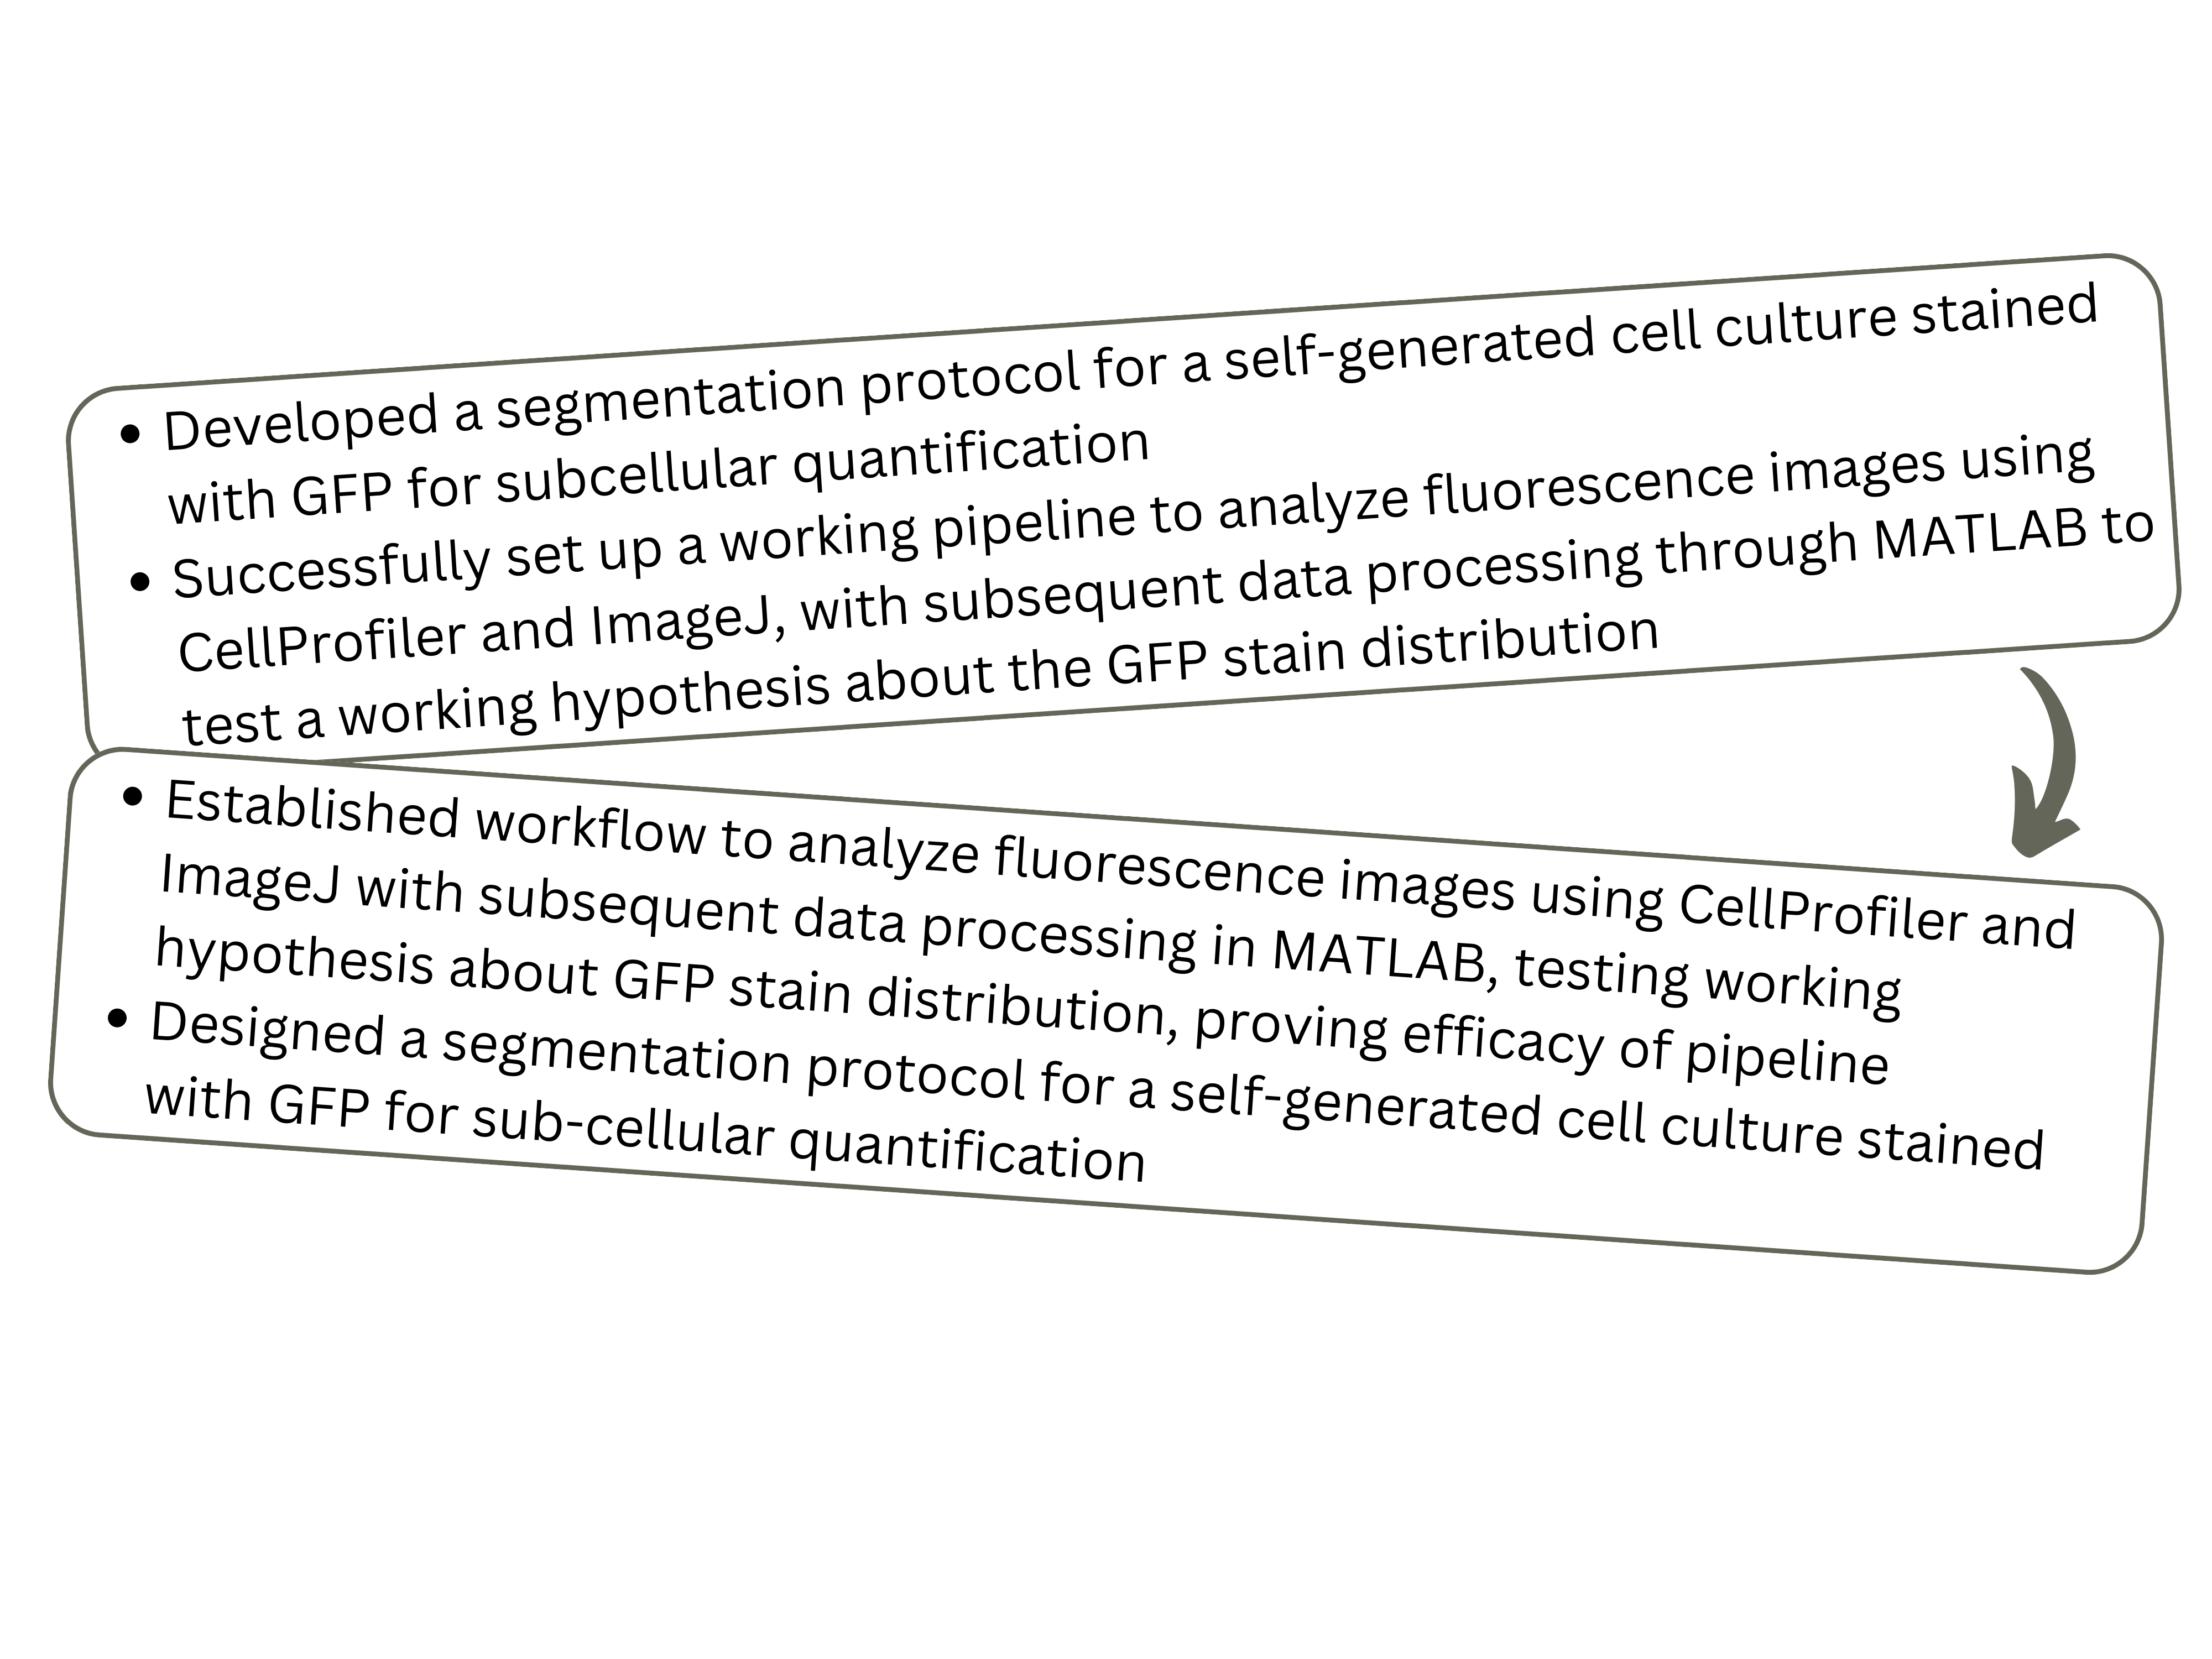 • Developed a segmentation protocol for a self-generated cell culture stained
with GFP for subcellular quantification
• Successfully set up a working pipeline to analyze fluorescence images using
CellProfiler and ImageJ, with subsequent data processing through MATLAB to
test a working hypothesis about the GFP stain distribution
• Established workflow to analyze fluorescence images using CellProfiler and
ImageJ with subsequent data processing in MATLAB, testing working
hypothesis about GFP stain distribution, proving efficacy of pipeline
• Designed a segmentation protocol for a self-generated cell culture stained
with GFP for sub-cellular quantification